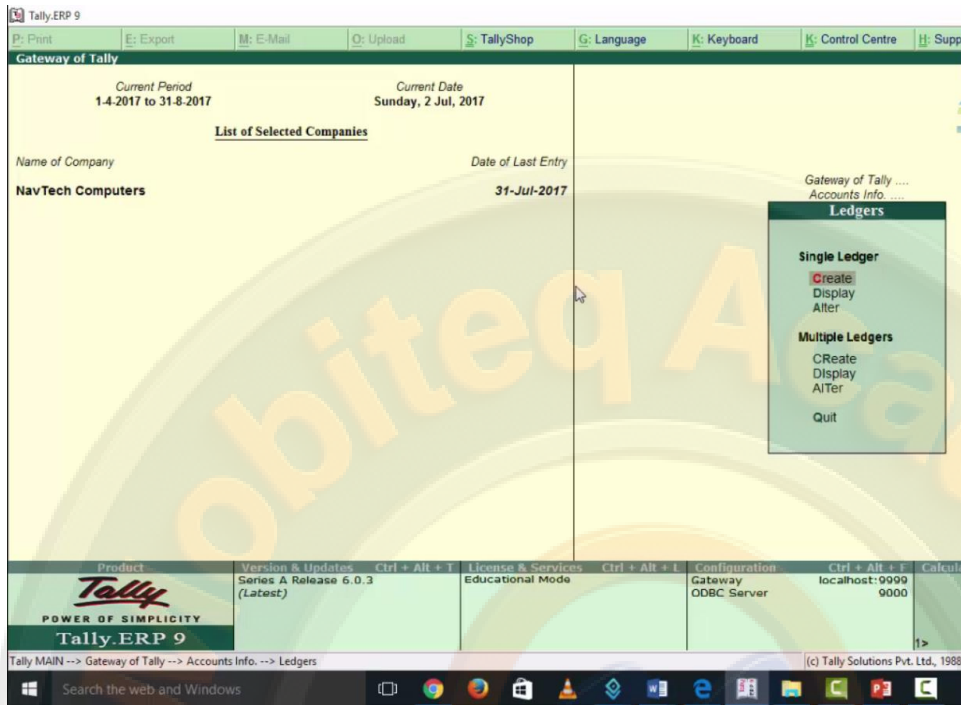 Tally.ERP 9
P: Print E: Export M: E-Mail O: Upload S: TallyShop G: Language K: Keyboard K: Control Centre H: Supp
Gateway of Tally
Current Period Current Date
1-4-2017 to 31-8-2017 Sunday, 2 Jul, 2017
List of Selected Companies
Name of Company Date of Last Entry
NavTech Computers 31-Jul-2017
Gateway of Tally ....
Accounts Info. ....
Ledgers
Single Ledger
Create
Display
Alter
Multiple Ledgers
CReate
DIsplay
AlTer
Quit
obiteq Acad
Product Version & Updates Ctrl + Alt + T License & Services Ctrl + Alt + L Configuration Ctrl + Alt + F Calcula
Series A Release 6.0.3 Educational Mode Gateway localhost:9999
(Latest) ODBC Server 9000
Tally
POWER OF SIMPLICITY
Tally.ERP 9
1>
Tally MAIN --> Gateway of Tally --> Accounts Info. --> Ledgers (c) Tally Solutions Pvt. Ltd., 1988
Search the web and Windows